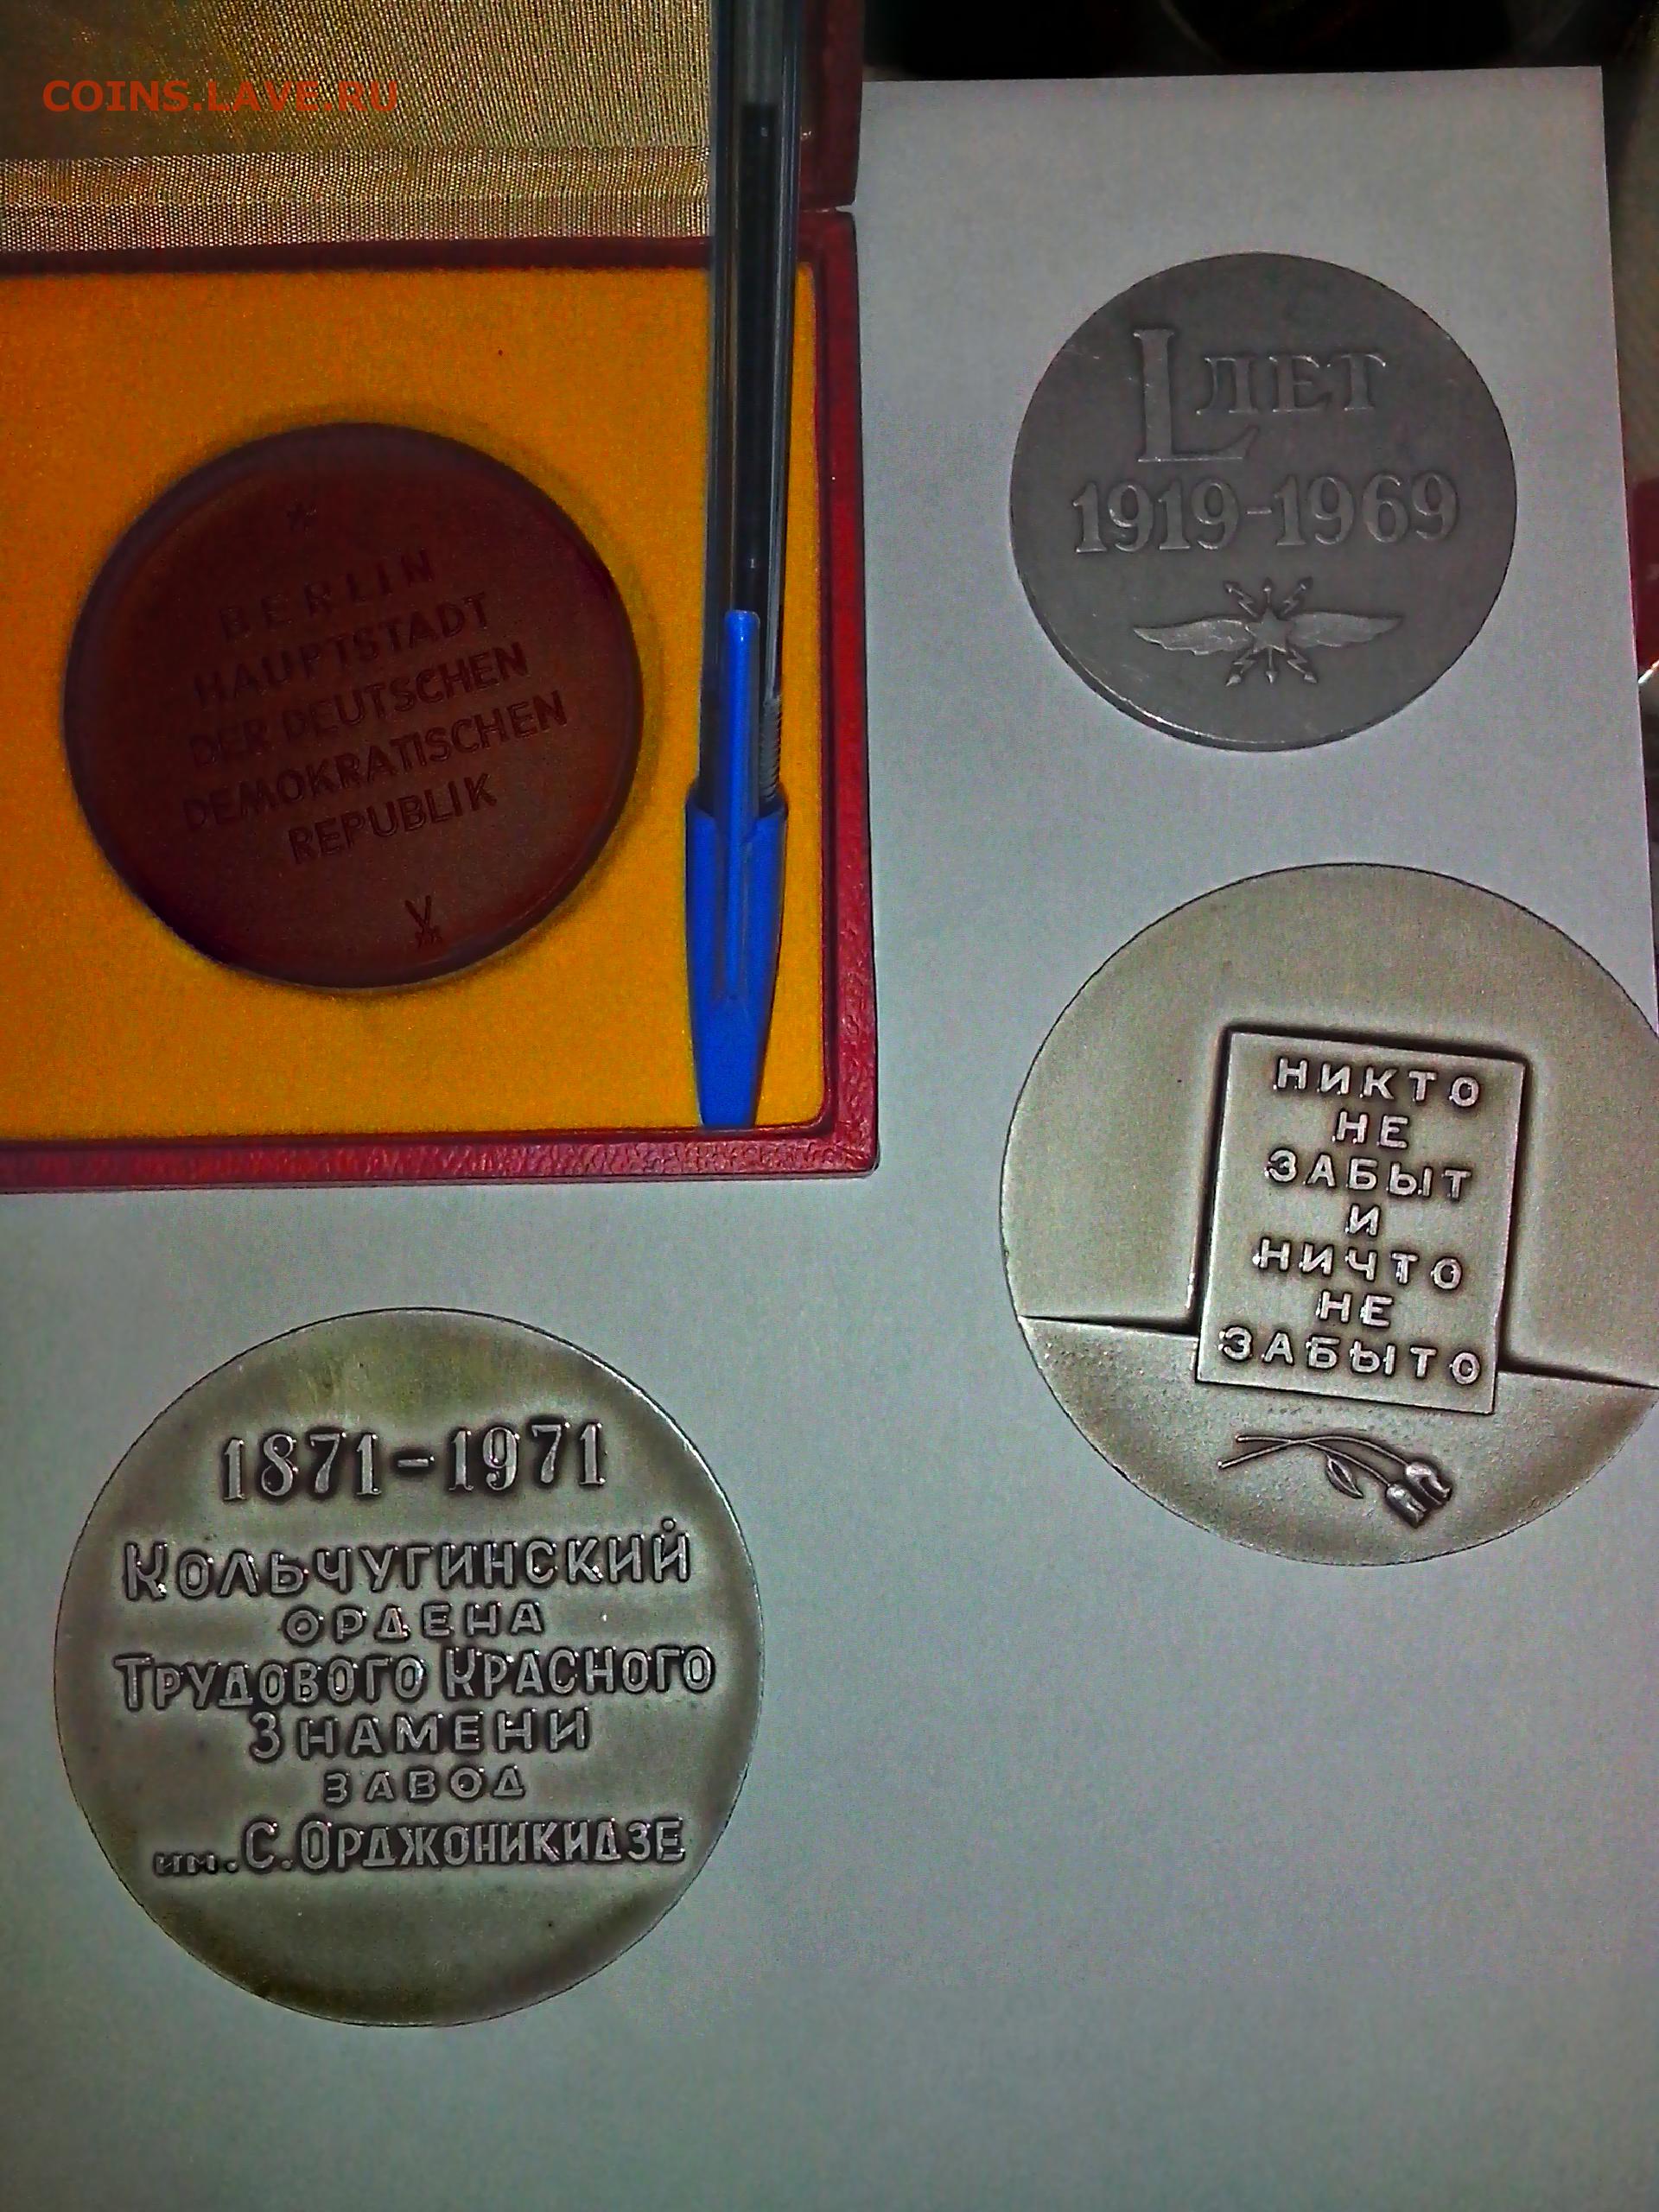 COINS.LAVE.RU
BERLIN
HAUPTSTADT
DER DEUTSCHEN
DEMOKRATISCHEN
REPUBLIK
L ЛЕТ
1919-1969
НИКТО
НЕ
ЗАБЫТ
И
НИЧТО
НЕ
ЗАБЫТО
1871-1971
КОЛЬЧУГИНСКИЙ
ОРДЕНА
ТРУДОВОГО КРАСНОГО
ЗНАМЕНИ
ЗАВОД
им. С. ОРДЖОНИКИДЗЕ